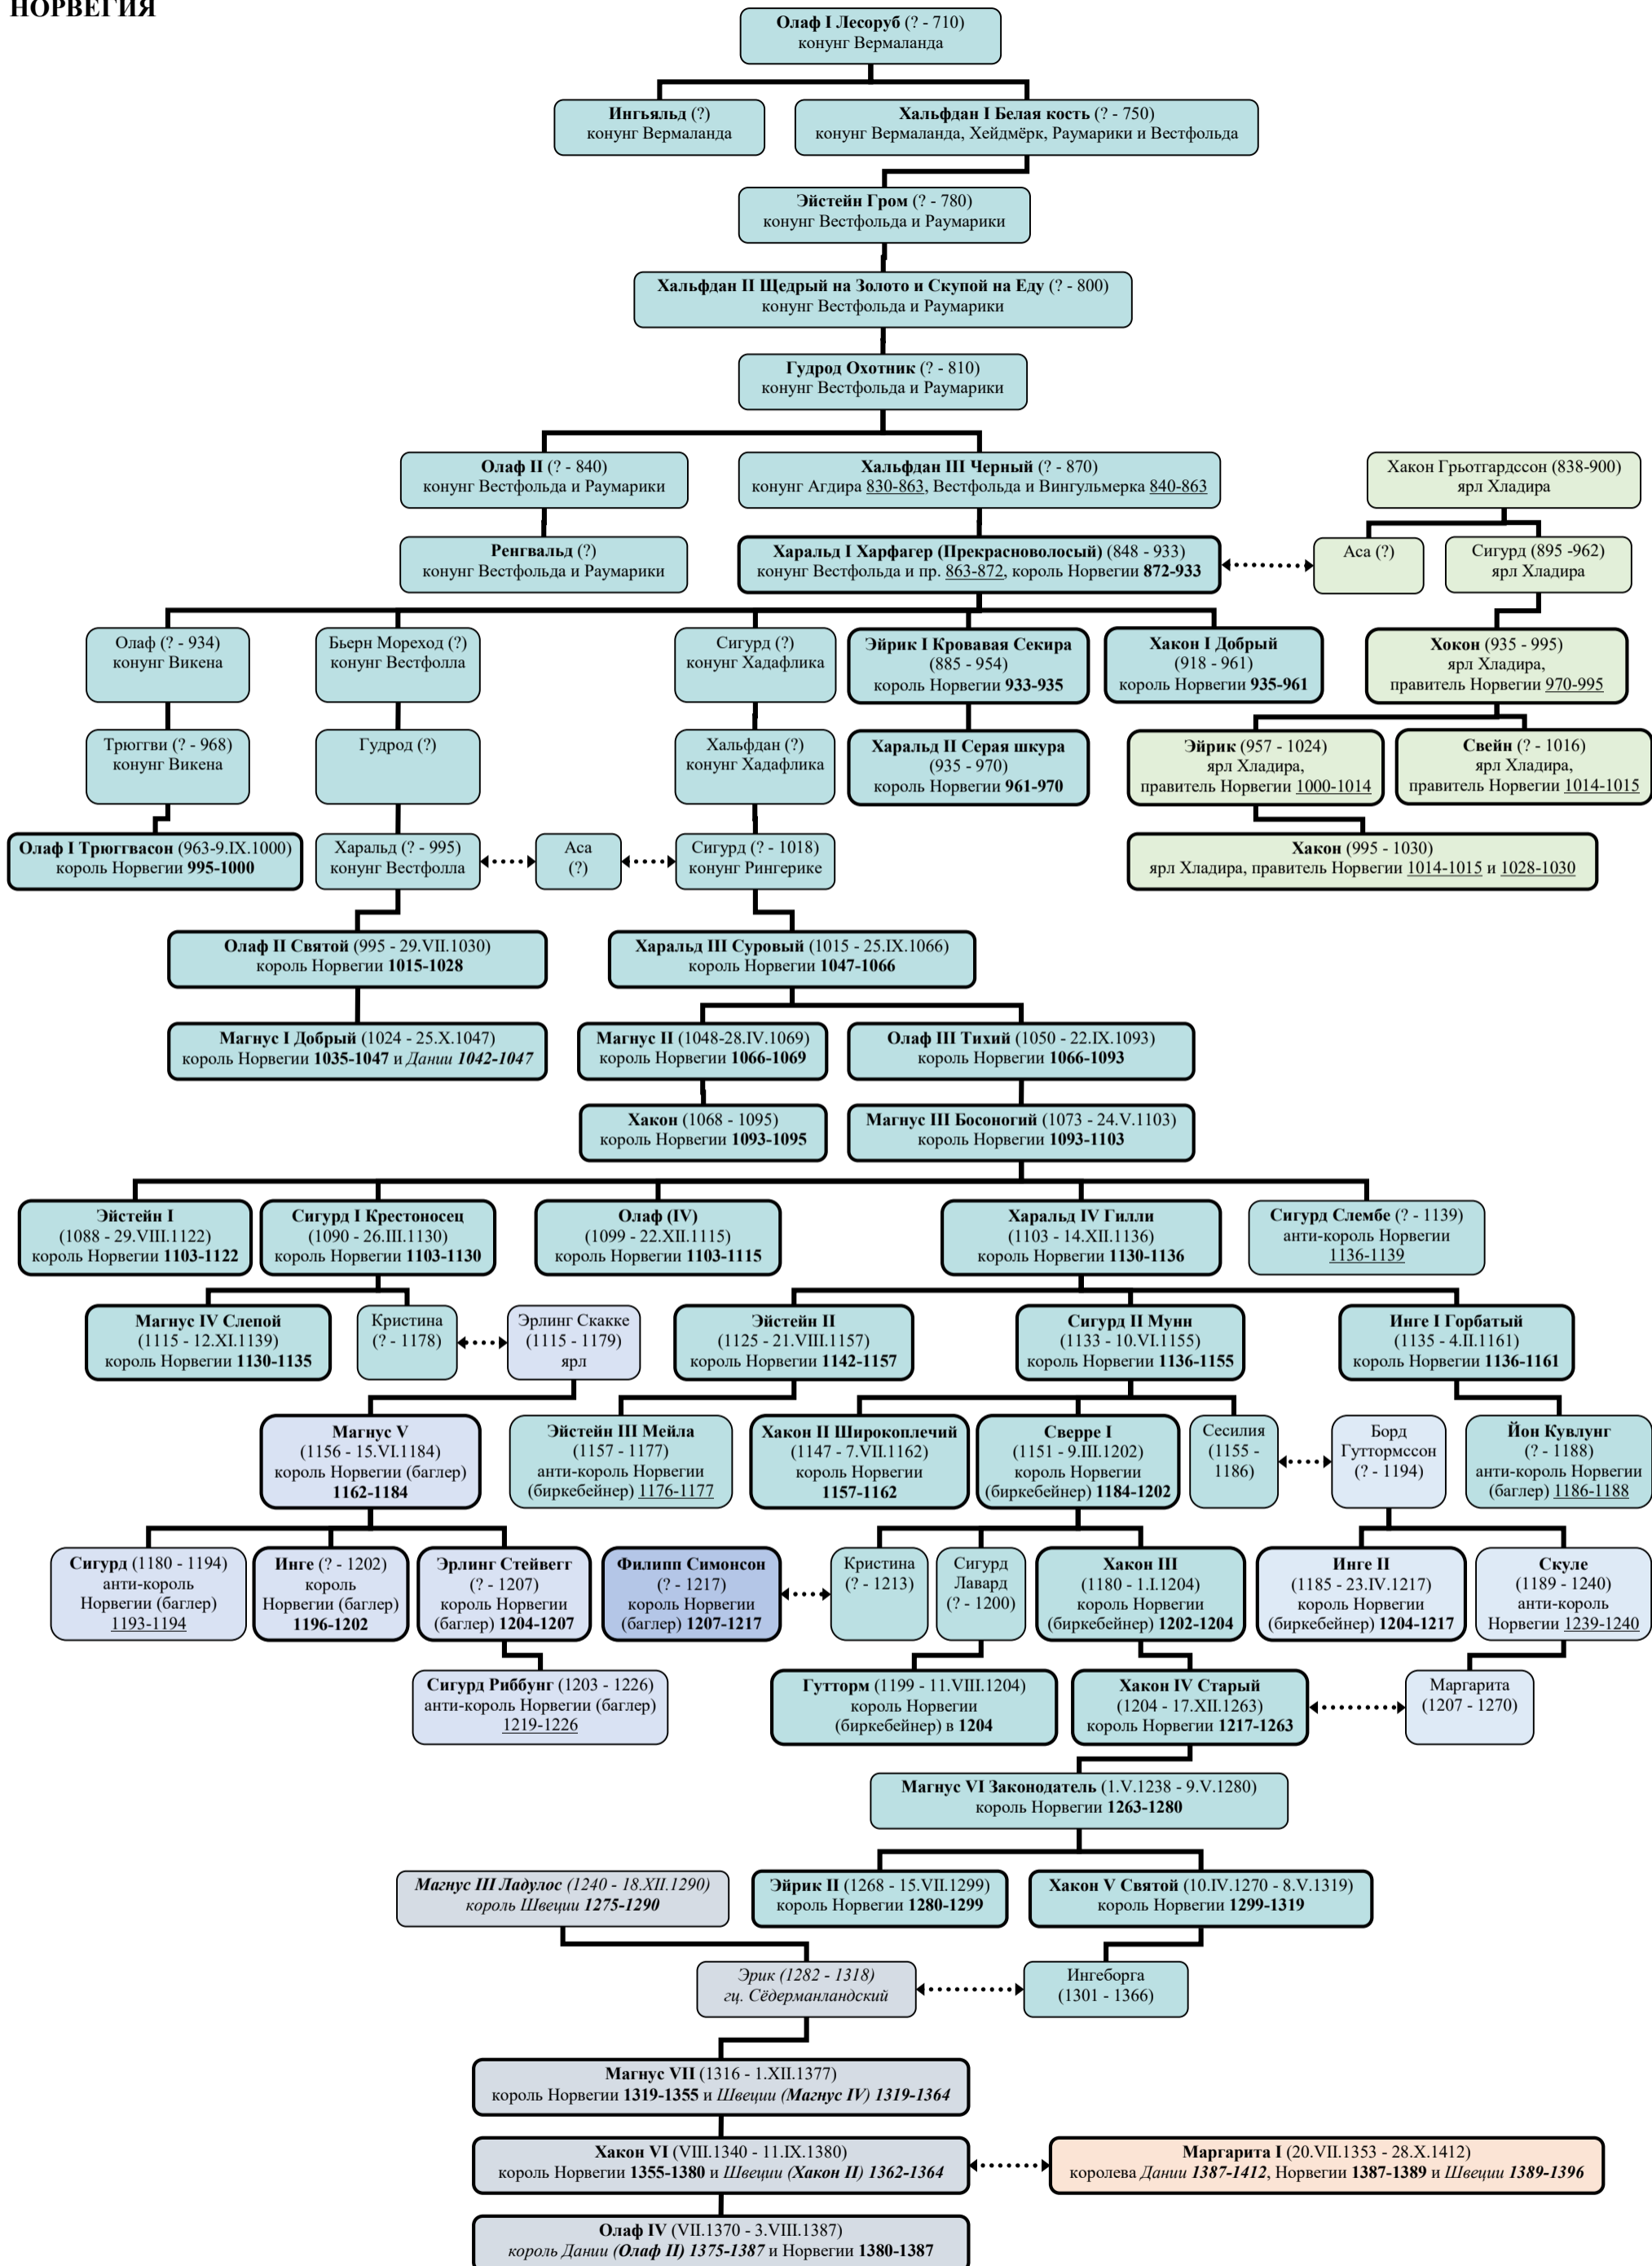 НОРВЕГИЯ
Олаф I Лесоруб (? - 710)
конунг Вермаланда
Ингьяльд (?)
конунг Вермаланда
Хальфдан I Белая кость (? - 750)
конунг Вермаланда, Хейдмёрк, Раумарики и Вестфольда
Эйстейн Гром (? - 780)
конунг Вестфольда и Раумарики
Хальфдан II Щедрый на Золото и Скупой на Еду (? - 800)
конунг Вестфольда и Раумарики
Гудрод Охотник (? - 810)
конунг Вестфольда и Раумарики
Олаф II (? - 840)
конунг Вестфольда и Раумарики
Хальфдан III Черный (? - 870)
конунг Агдира 830-863, Вестфольда и Вингульмерка 840-863
Хакон Грьотгардссон (838-900)
ярл Хладира
Ренгвальд (?)
конунг Вестфольда и Раумарики
Харальд I Харфагер (Прекрасноволосый) (848 - 933)
конунг Вестфольда и пр. 863-872, король Норвегии 872-933
Аса (?)
Сигурд (895 -962)
ярл Хладира
Олаф (? - 934)
конунг Викена
Бьерн Мореход (?)
конунг Вестфолла
Сигурд (?)
конунг Хадафлика
Эйрик I Кровавая Секира
(885 - 954)
король Норвегии 933-935
Хакон I Добрый
(918 - 961)
король Норвегии 935-961
Хокон (935 - 995)
ярл Хладира,
правитель Норвегии 970-995
Трюггви (? - 968)
конунг Викена
Гудрод (?)
Хальфдан (?)
конунг Хадафлика
Харальд II Серая шкура
(935 - 970)
король Норвегии 961-970
Эйрик (957 - 1024)
ярл Хладира,
правитель Норвегии 1000-1014
Свейн (? - 1016)
ярл Хладира,
правитель Норвегии 1014-1015
Олаф I Трюггвасон (963-9.IX.1000)
король Норвегии 995-1000
Харальд (? - 995)
конунг Вестфолла
Аса
(?)
Сигурд (? - 1018)
конунг Рингерике
Хакон (995 - 1030)
ярл Хладира, правитель Норвегии 1014-1015 и 1028-1030
Олаф II Святой (995 - 29.VII.1030)
король Норвегии 1015-1028
Харальд III Суровый (1015 - 25.IX.1066)
король Норвегии 1047-1066
Магнус I Добрый (1024 - 25.X.1047)
король Норвегии 1035-1047 и Дании 1042-1047
Магнус II (1048-28.IV.1069)
король Норвегии 1066-1069
Олаф III Тихий (1050 - 22.IX.1093)
король Норвегии 1066-1093
Хакон (1068 - 1095)
король Норвегии 1093-1095
Магнус III Босоногий (1073 - 24.V.1103)
король Норвегии 1093-1103
Эйстейн I
(1088 - 29.VIII.1122)
король Норвегии 1103-1122
Сигурд I Крестоносец
(1090 - 26.III.1130)
король Норвегии 1103-1130
Олаф (IV)
(1099 - 22.XII.1115)
король Норвегии 1103-1115
Харальд IV Гилли
(1103 - 14.XII.1136)
король Норвегии 1130-1136
Сигурд Слембе (? - 1139)
анти-король Норвегии
1136-1139
Магнус IV Слепой
(1115 - 12.XI.1139)
король Норвегии 1130-1135
Кристина
(? - 1178)
Эрлинг Скакке
(1115 - 1179)
ярл
Эйстейн II
(1125 - 21.VIII.1157)
король Норвегии 1142-1157
Сигурд II Мунн
(1133 - 10.VI.1155)
король Норвегии 1136-1155
Инге I Горбатый
(1135 - 4.II.1161)
король Норвегии 1136-1161
Магнус V
(1156 - 15.VI.1184)
король Норвегии (баглер)
1162-1184
Эйстейн III Мейла
(1157 - 1177)
анти-король Норвегии
(биркебейнер) 1176-1177
Хакон II Широкоплечий
(1147 - 7.VII.1162)
король Норвегии
1157-1162
Сверре I
(1151 - 9.III.1202)
король Норвегии
(биркебейнер) 1184-1202
Сесилия
(1155 -
1186)
Борд
Гуттормссон
(? - 1194)
Йон Кувлунг
(? - 1188)
анти-король Норвегии
(баглер) 1186-1188
Сигурд (1180 - 1194)
анти-король
Норвегии (баглер)
1193-1194
Инге (? - 1202)
король
Норвегии (баглер)
1196-1202
Эрлинг Стейвегг
(? - 1207)
король Норвегии
(баглер) 1204-1207
Филипп Симонсон
(? - 1217)
король Норвегии
(баглер) 1207-1217
Кристина
(? - 1213)
Сигурд
Лавард
(? - 1200)
Хакон III
(1180 - 1.I.1204)
король Норвегии
(биркебейнер) 1202-1204
Инге II
(1185 - 23.IV.1217)
король Норвегии
(биркебейнер) 1204-1217
Скуле
(1189 - 1240)
анти-король
Норвегии 1239-1240
Сигурд Риббунг (1203 - 1226)
анти-король Норвегии (баглер)
1219-1226
Гутторм (1199 - 11.VIII.1204)
король Норвегии
(биркебейнер) в 1204
Хакон IV Старый
(1204 - 17.XII.1263)
король Норвегии 1217-1263
Маргарита
(1207 - 1270)
Магнус VI Законодатель (1.V.1238 - 9.V.1280)
король Норвегии 1263-1280
Магнус III Ладулос (1240 - 18.XII.1290)
король Швеции 1275-1290
Эйрик II (1268 - 15.VII.1299)
король Норвегии 1280-1299
Хакон V Святой (10.IV.1270 - 8.V.1319)
король Норвегии 1299-1319
Эрик (1282 - 1318)
гц. Сёдерманландский
Ингеборга
(1301 - 1366)
Магнус VII (1316 - 1.XII.1377)
король Норвегии 1319-1355 и Швеции (Магнус IV) 1319-1364
Хакон VI (VIII.1340 - 11.IX.1380)
король Норвегии 1355-1380 и Швеции (Хакон II) 1362-1364
Маргарита I (20.VII.1353 - 28.X.1412)
королева Дании 1387-1412, Норвегии 1387-1389 и Швеции 1389-1396
Олаф IV (VII.1370 - 3.VIII.1387)
король Дании (Олаф II) 1375-1387 и Норвегии 1380-1387